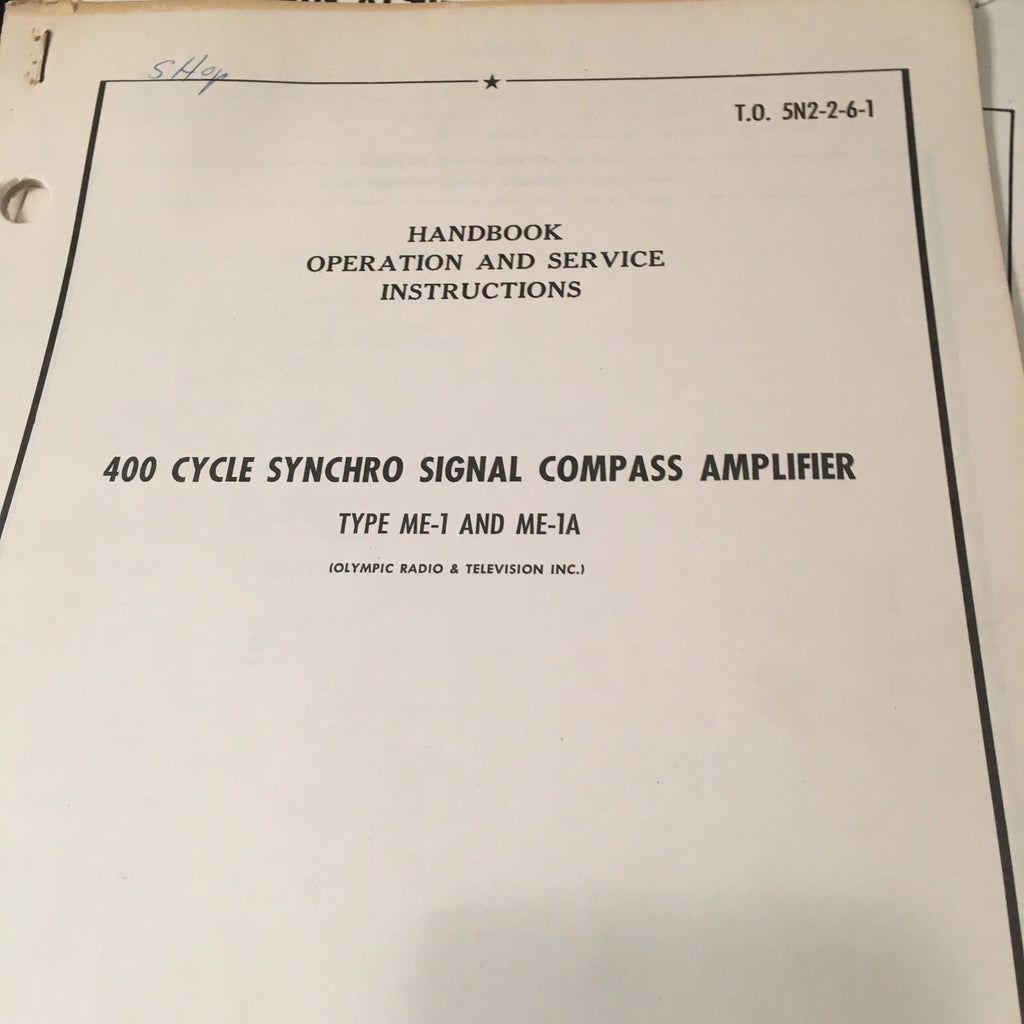 SHop
T.O. 5N2-2-6-1
HANDBOOK
OPERATION AND SERVICE
INSTRUCTIONS
400 CYCLE SYNCHRO SIGNAL COMPASS AMPLIFIER
TYPE ME-1 AND ME-1A
(OLYMPIC RADIO & TELEVISION INC.)